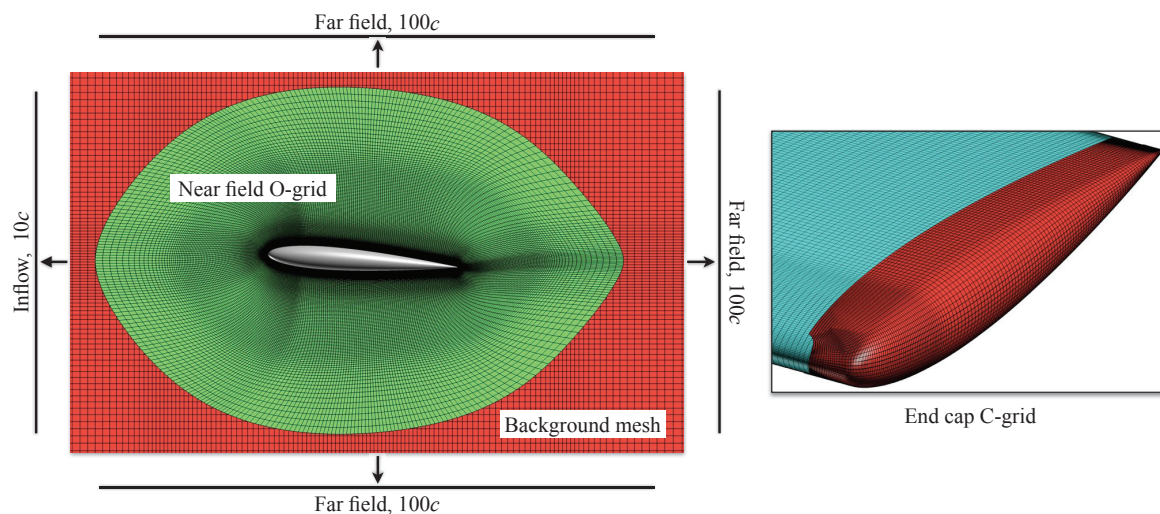 Far field, 100c
Near field O-grid
Inflow, 10c
Far field, 100c
Background mesh
Far field, 100c
End cap C-grid